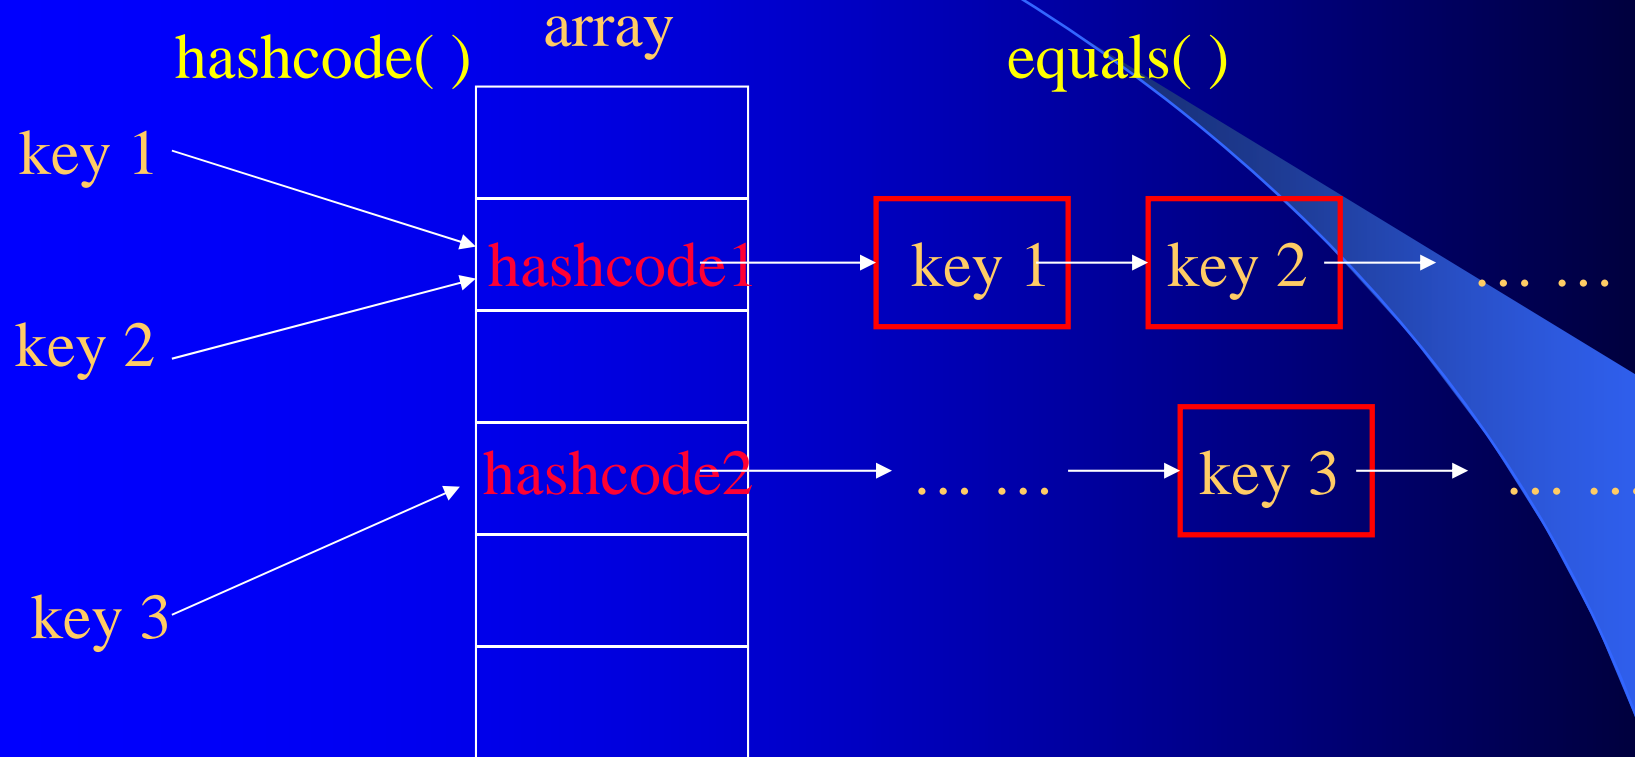 array
hashcode( )
equals( )
key 1
hashcode1
key 1
key 2
… …
key 2
hashcode2
… …
key 3
… …
key 3